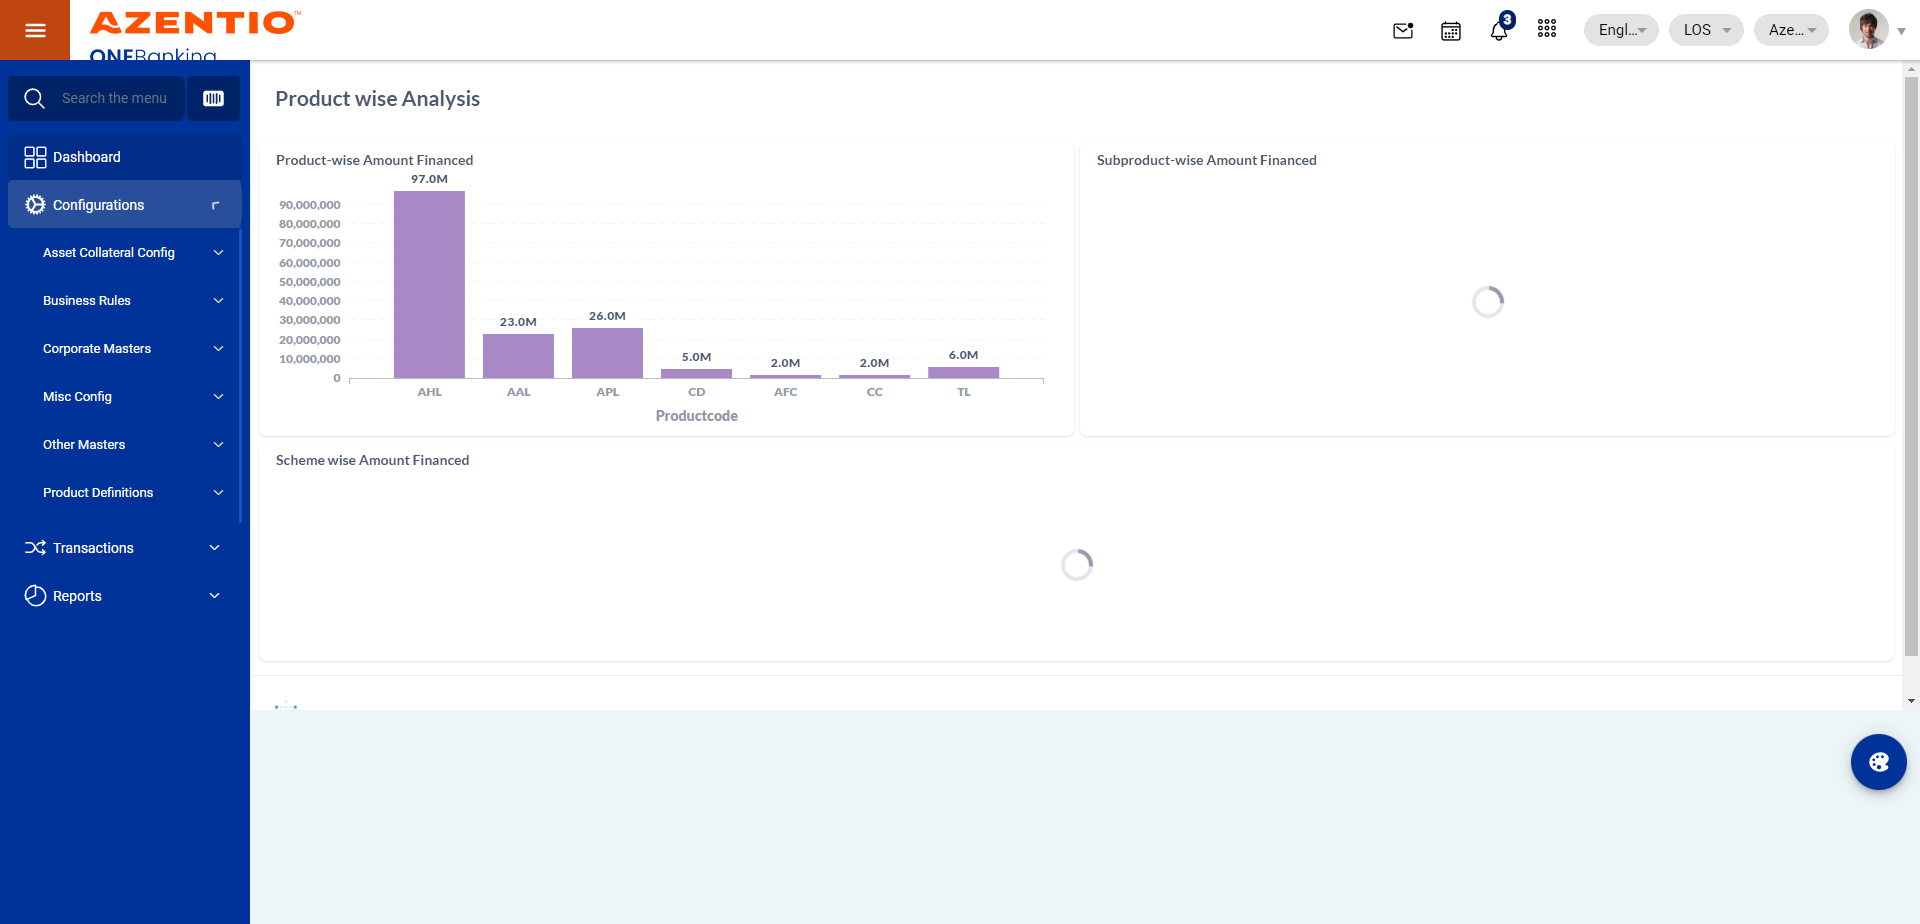 AZENTIO™
ONEBanking
3
Engl...
LOS
Aze...
Search the menu
Dashboard
Configurations
Asset Collateral Config
Business Rules
Corporate Masters
Misc Config
Other Masters
Product Definitions
Transactions
Reports
Product wise Analysis
Product-wise Amount Financed
97.0M
90,000,000
80,000,000
70,000,000
60,000,000
50,000,000
40,000,000
30,000,000
20,000,000
10,000,000
0
23.0M
26.0M
5.0M
2.0M
2.0M
6.0M
AHL
AAL
APL
CD
AFC
CC
TL
Productcode
Subproduct-wise Amount Financed
Scheme wise Amount Financed